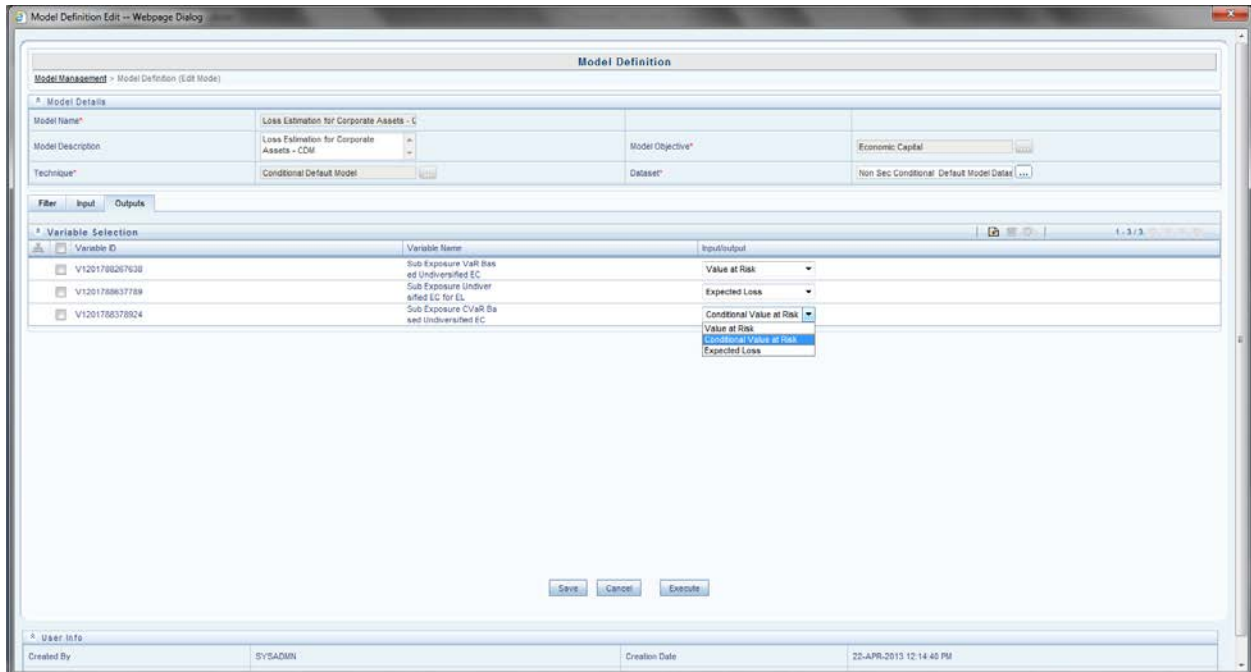 Model Definition Edit -- Webpage Dialog
Model Definition
Model Management > Model Definition (Edit Mode)
Model Details
Model Name*
Loss Estimation for Corporate Assets - C
Model Description
Loss Estimation for Corporate
Assets - CDM
Model Objective*
Economic Capital
...
Technique*
Conditional Default Model
...
Dataset*
Non Sec Conditional Default Model Datas
...
Filter Input Outputs
Variable Selection
1 - 3 / 3
Variable ID Variable Name Input/output
V1201788267638
Sub Exposure VaR Bas
ed Undiversified EC
Value at Risk
V1201788637789
Sub Exposure Undiver
sified EC for EL
Expected Loss
V1201788378924
Sub Exposure CVaR Ba
sed Undiversified EC
Conditional Value at Risk
Value at Risk
Conditional Value at Risk
Expected Loss
Save Cancel Execute
User Info
Created By SYSADMN Creation Date 22-APR-2013 12:14:40 PM